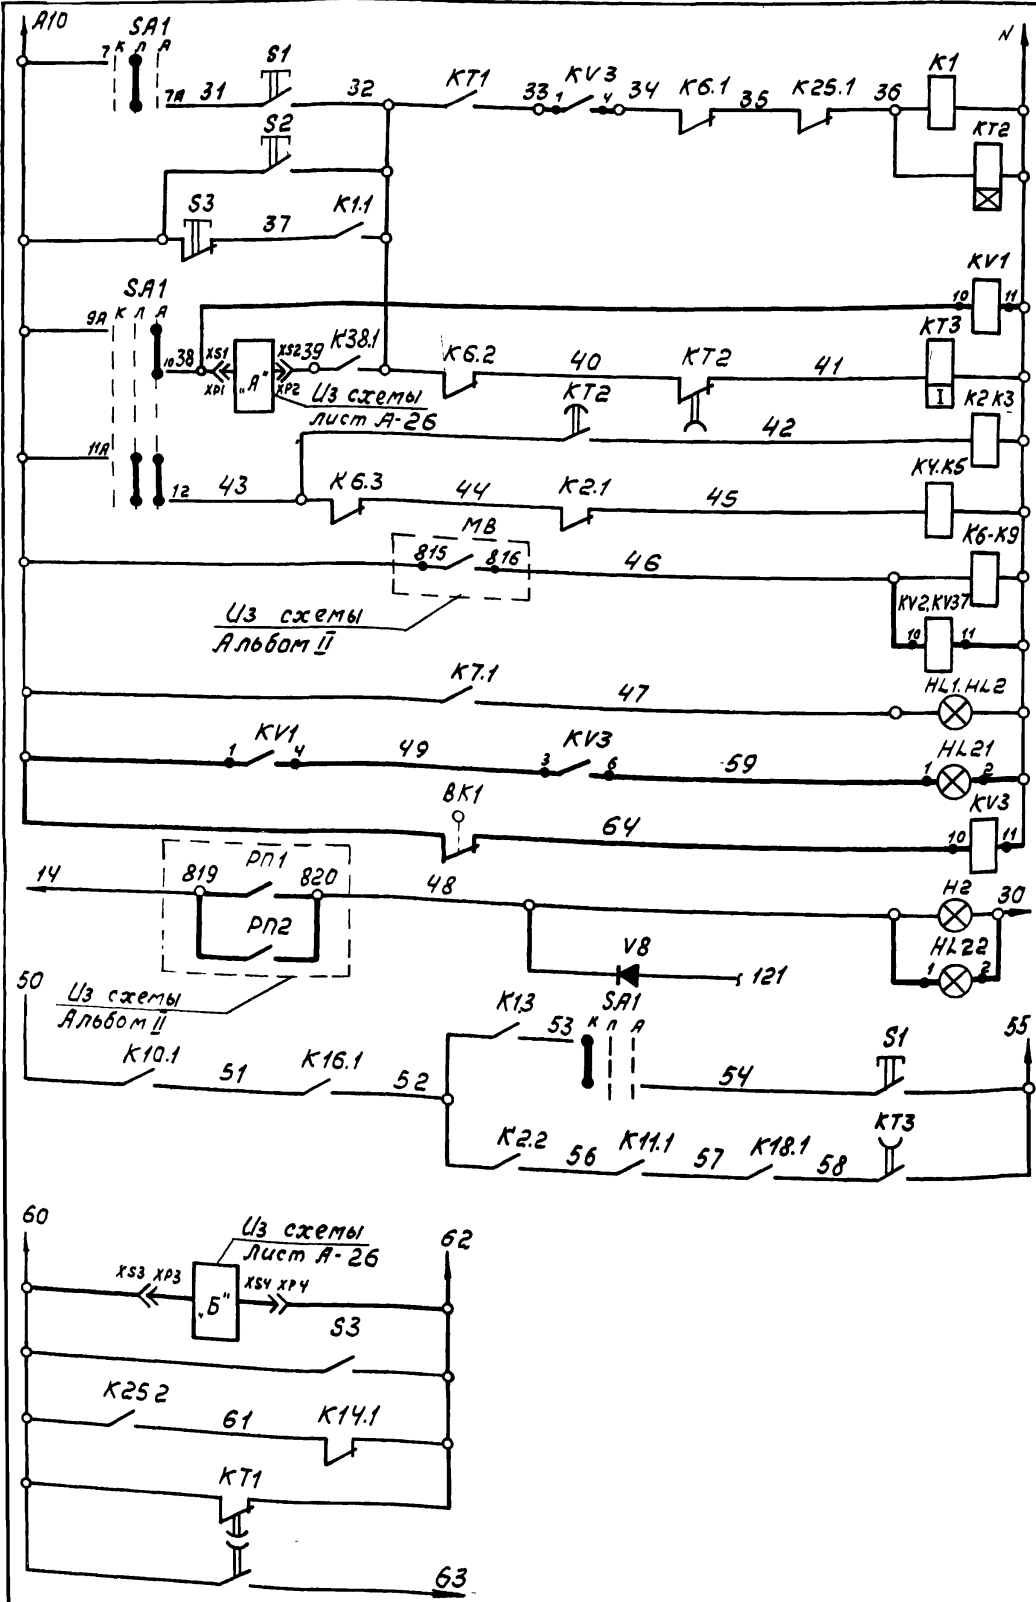 А10 N
SA1
7 К Л А
S1
7А 31 32 КТ1 33 1 KV3 4 34 К6.1 35 К25.1 36 К1
КТ2
S2
S3 37 К1.1
SA1
9А К Л А
10 KV1 11
10 38 XS1 ХР1 „А" XS2 ХР2 39 К38.1 К6.2 40 КТ2 41 КТ3
I
Из схемы
лист А-26
КТ2 42 К2 К3
11А
12 43 К6.3 44 К2.1 45 К4.К5
МВ
815 816 46 К6-К9
Из схемы
Альбом II
KV2,KV37
10 11
К7.1 47 HL1.HL2
1 KV1 4 49 3 KV3 6 59 1 HL21 2
ВК1 64 10 KV3 11
14 819 РП1 820 48 Н2 30
РП2
V8 121
1 HL22 2
Из схемы
Альбом II
50 К10.1 51 К16.1 52
К1.3 53 SA1 К Л А 54 S1 55
К2.2 56 К11.1 57 К18.1 58 КТ3
60 62
Из схемы
лист А-26
XS3 ХР3 „Б" XS4 ХР4
S3
К25.2 61 К14.1
КТ1
63